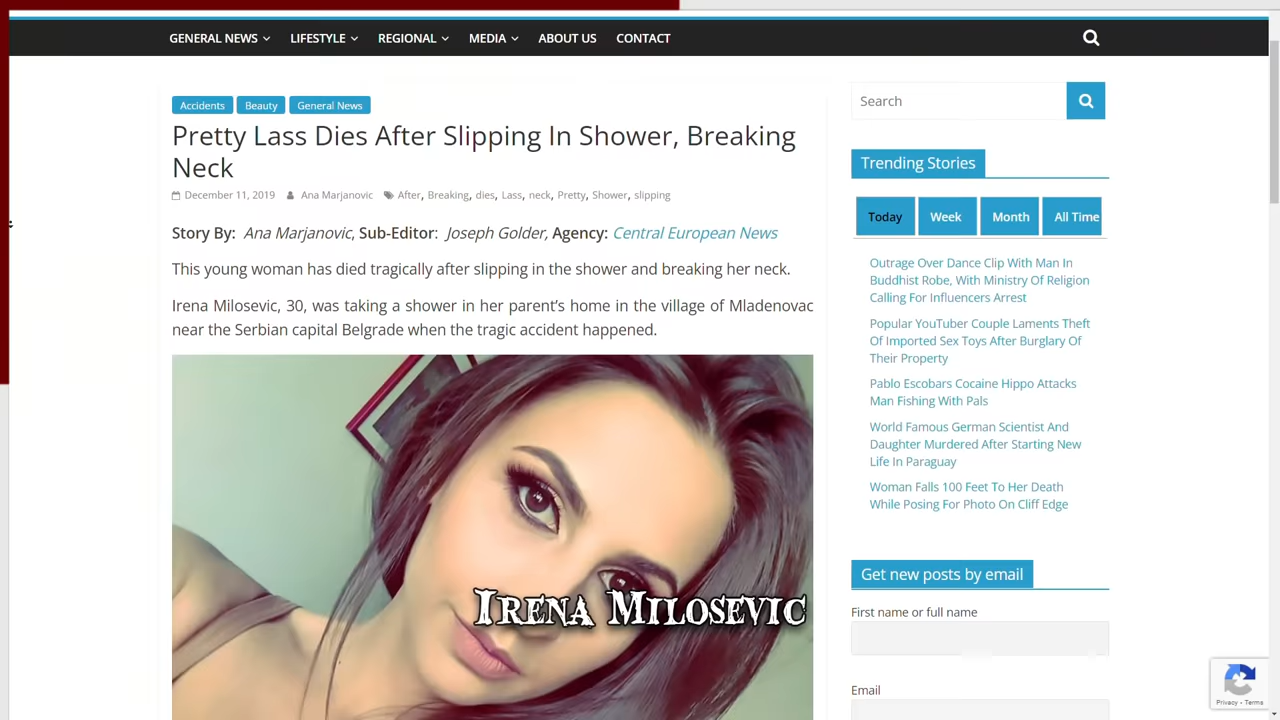 GENERAL NEWS LIFESTYLE REGIONAL MEDIA ABOUT US CONTACT
Accidents Beauty General News
Pretty Lass Dies After Slipping In Shower, Breaking
Neck
December 11, 2019 Ana Marjanovic After, Breaking, dies, Lass, neck, Pretty, Shower, slipping
Story By: Ana Marjanovic, Sub-Editor: Joseph Golder, Agency: Central European News
This young woman has died tragically after slipping in the shower and breaking her neck.
Irena Milosevic, 30, was taking a shower in her parent’s home in the village of Mladenovac
near the Serbian capital Belgrade when the tragic accident happened.
IRENA MILOSEVIC
Search
Trending Stories
Today Week Month All Time
Outrage Over Dance Clip With Man In
Buddhist Robe, With Ministry Of Religion
Calling For Influencers Arrest
Popular YouTuber Couple Laments Theft
Of Imported Sex Toys After Burglary Of
Their Property
Pablo Escobars Cocaine Hippo Attacks
Man Fishing With Pals
World Famous German Scientist And
Daughter Murdered After Starting New
Life In Paraguay
Woman Falls 100 Feet To Her Death
While Posing For Photo On Cliff Edge
Get new posts by email
First name or full name
Email
Privacy - Terms